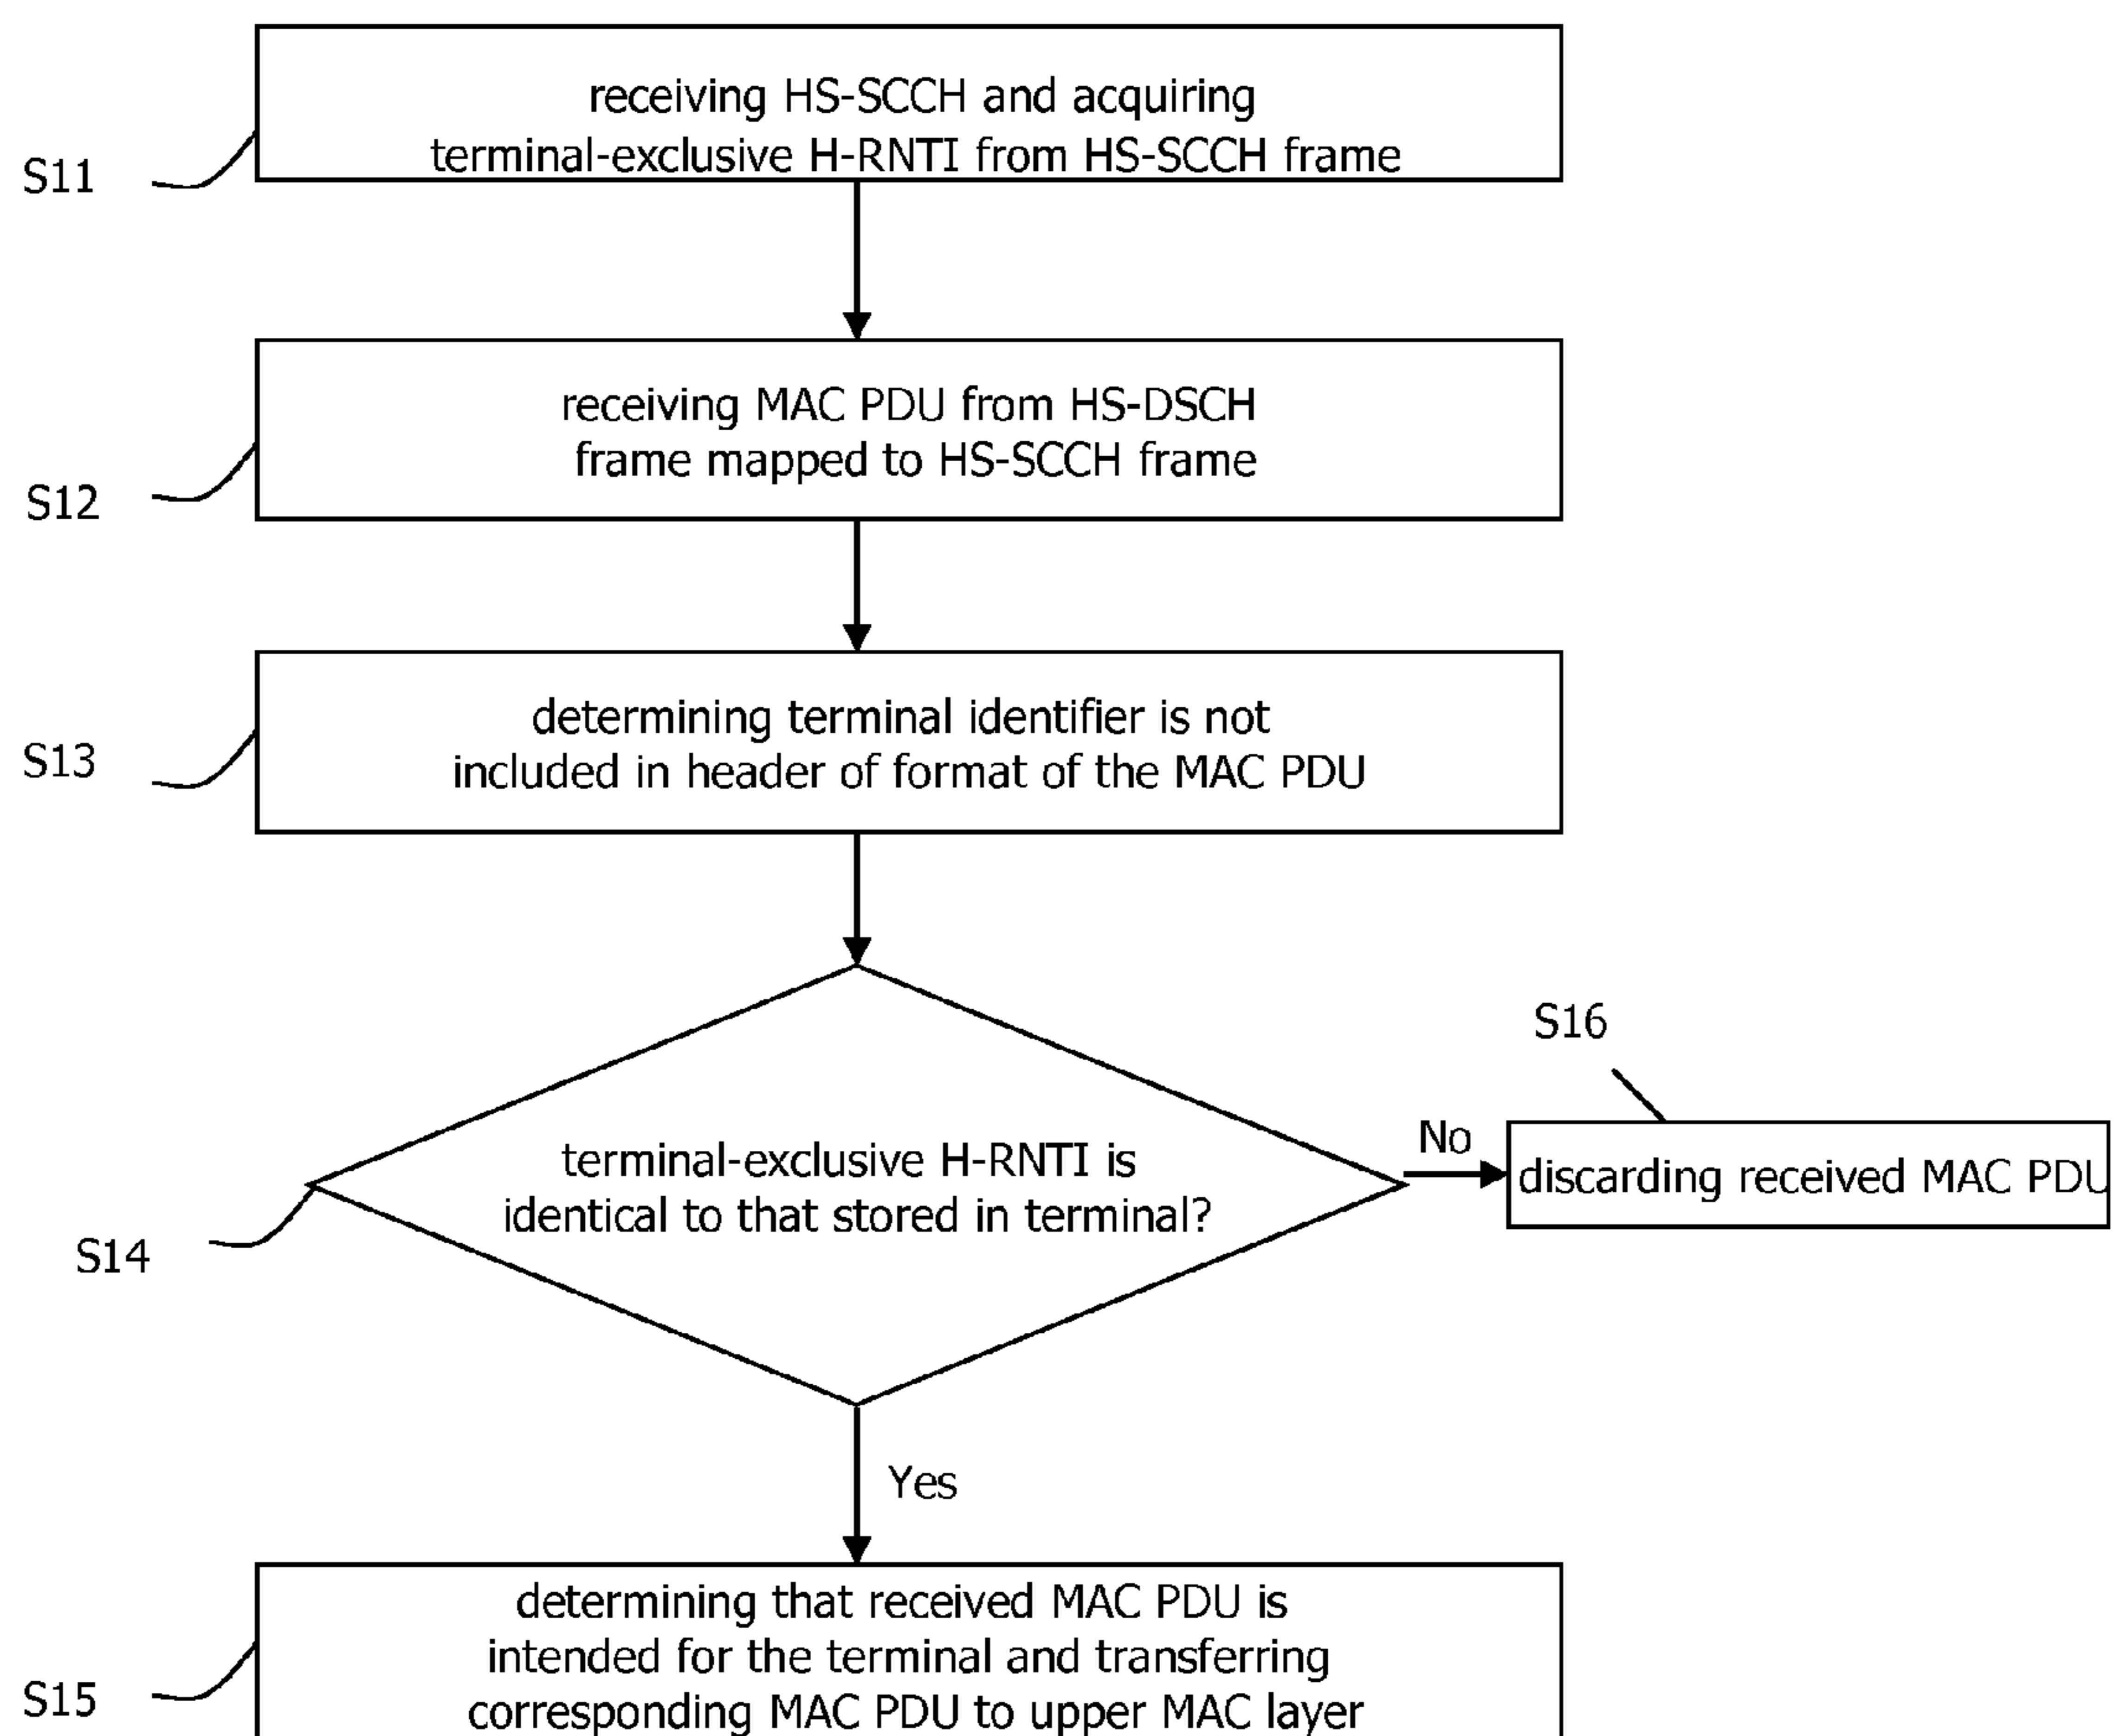 receiving HS-SCCH and acquiring
terminal-exclusive H-RNTI from HS-SCCH frame
S11
receiving MAC PDU from HS-DSCH
frame mapped to HS-SCCH frame
S12
determining terminal identifier is not
included in header of format of the MAC PDU
S13
terminal-exclusive H-RNTI is
identical to that stored in terminal?
S14
No
S16
discarding received MAC PDU
Yes
determining that received MAC PDU is
intended for the terminal and transferring
corresponding MAC PDU to upper MAC layer
S15